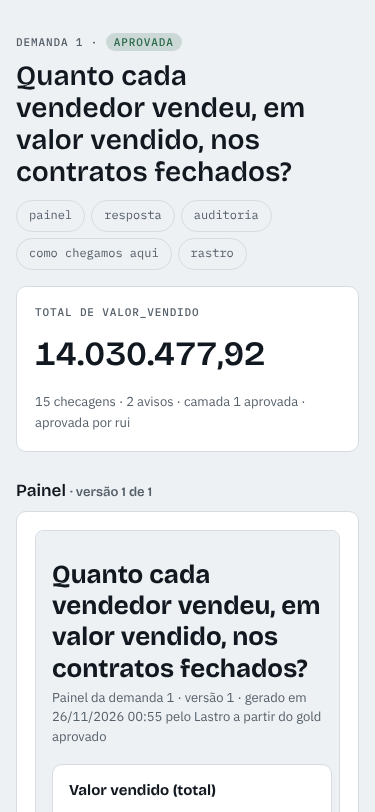 DEMANDA 1 · APROVADA
Quanto cada
vendedor vendeu, em
valor vendido, nos
contratos fechados?
painel resposta auditoria
como chegamos aqui rastro
TOTAL DE VALOR_VENDIDO
14.030.477,92
15 checagens · 2 avisos · camada 1 aprovada ·
aprovada por rui
Painel · versão 1 de 1
Quanto cada
vendedor vendeu, em
valor vendido, nos
contratos fechados?
Painel da demanda 1 · versão 1 · gerado em
26/11/2026 00:55 pelo Lastro a partir do gold
aprovado
Valor vendido (total)